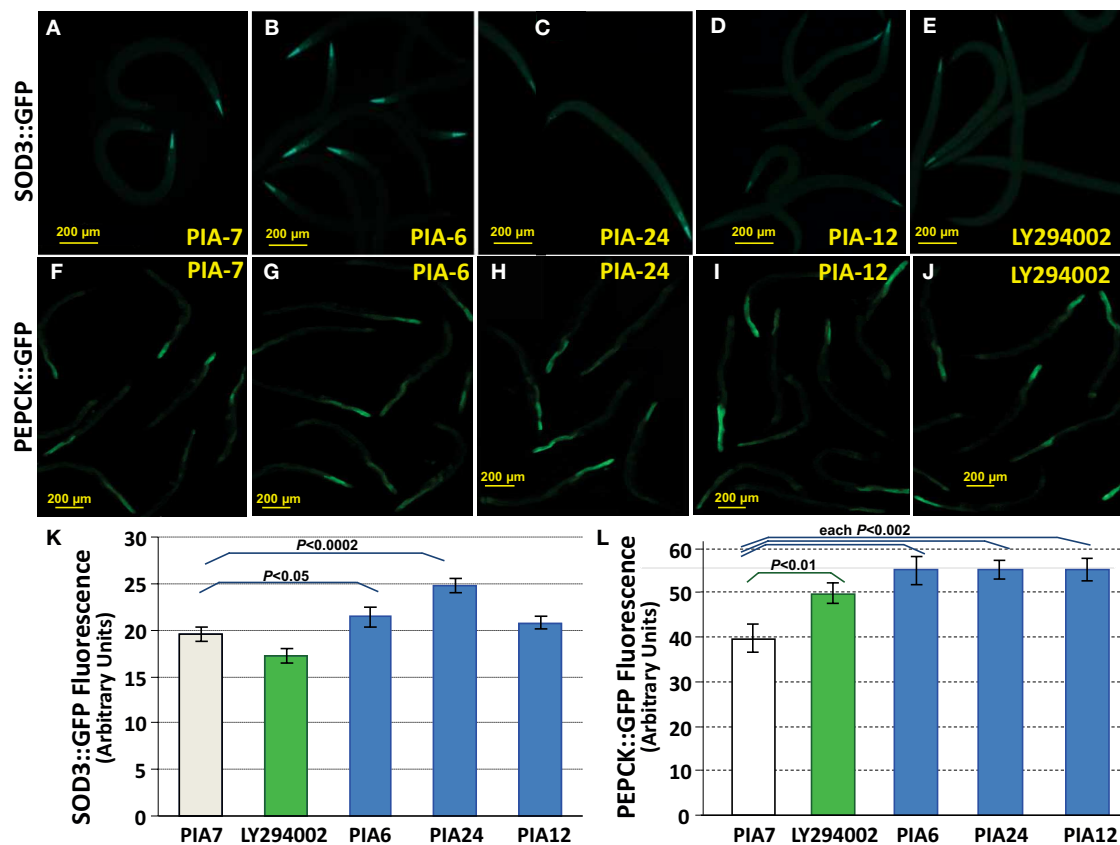 A B C D E
SOD3::GFP
200 µm PIA-7 200 µm PIA-6 200 µm PIA-24 200 µm PIA-12 200 µm LY294002
F PIA-7 G PIA-6 H PIA-24 I PIA-12 J LY294002
PEPCK::GFP
200 µm 200 µm 200 µm 200 µm 200 µm
K
SOD3::GFP Fluorescence
(Arbitrary Units)
30
25
20
15
10
5
0
P<0.0002
P<0.05
PIA7 LY294002 PIA6 PIA24 PIA12
L
PEPCK::GFP Fluorescence
(Arbitrary Units)
60
50
40
30
20
10
0
each P<0.002
P<0.01
PIA7 LY294002 PIA6 PIA24 PIA12